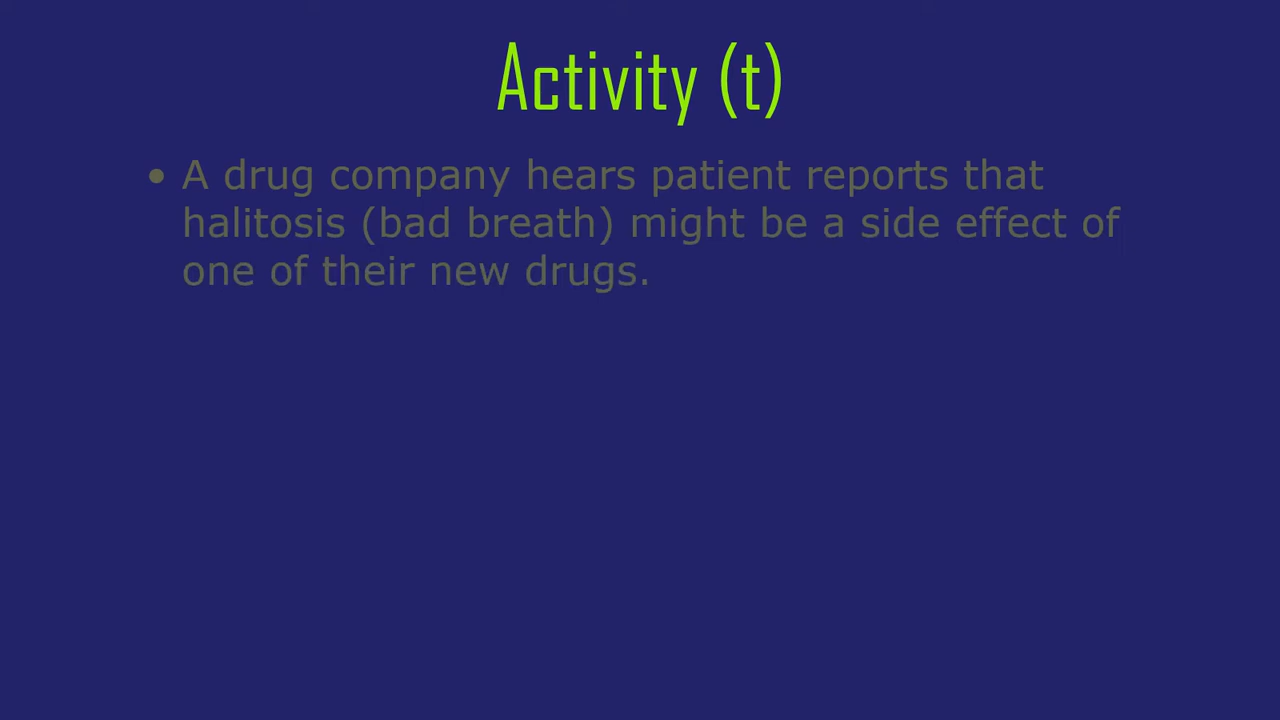 Activity (t)
• A drug company hears patient reports that
halitosis (bad breath) might be a side effect of
one of their new drugs.